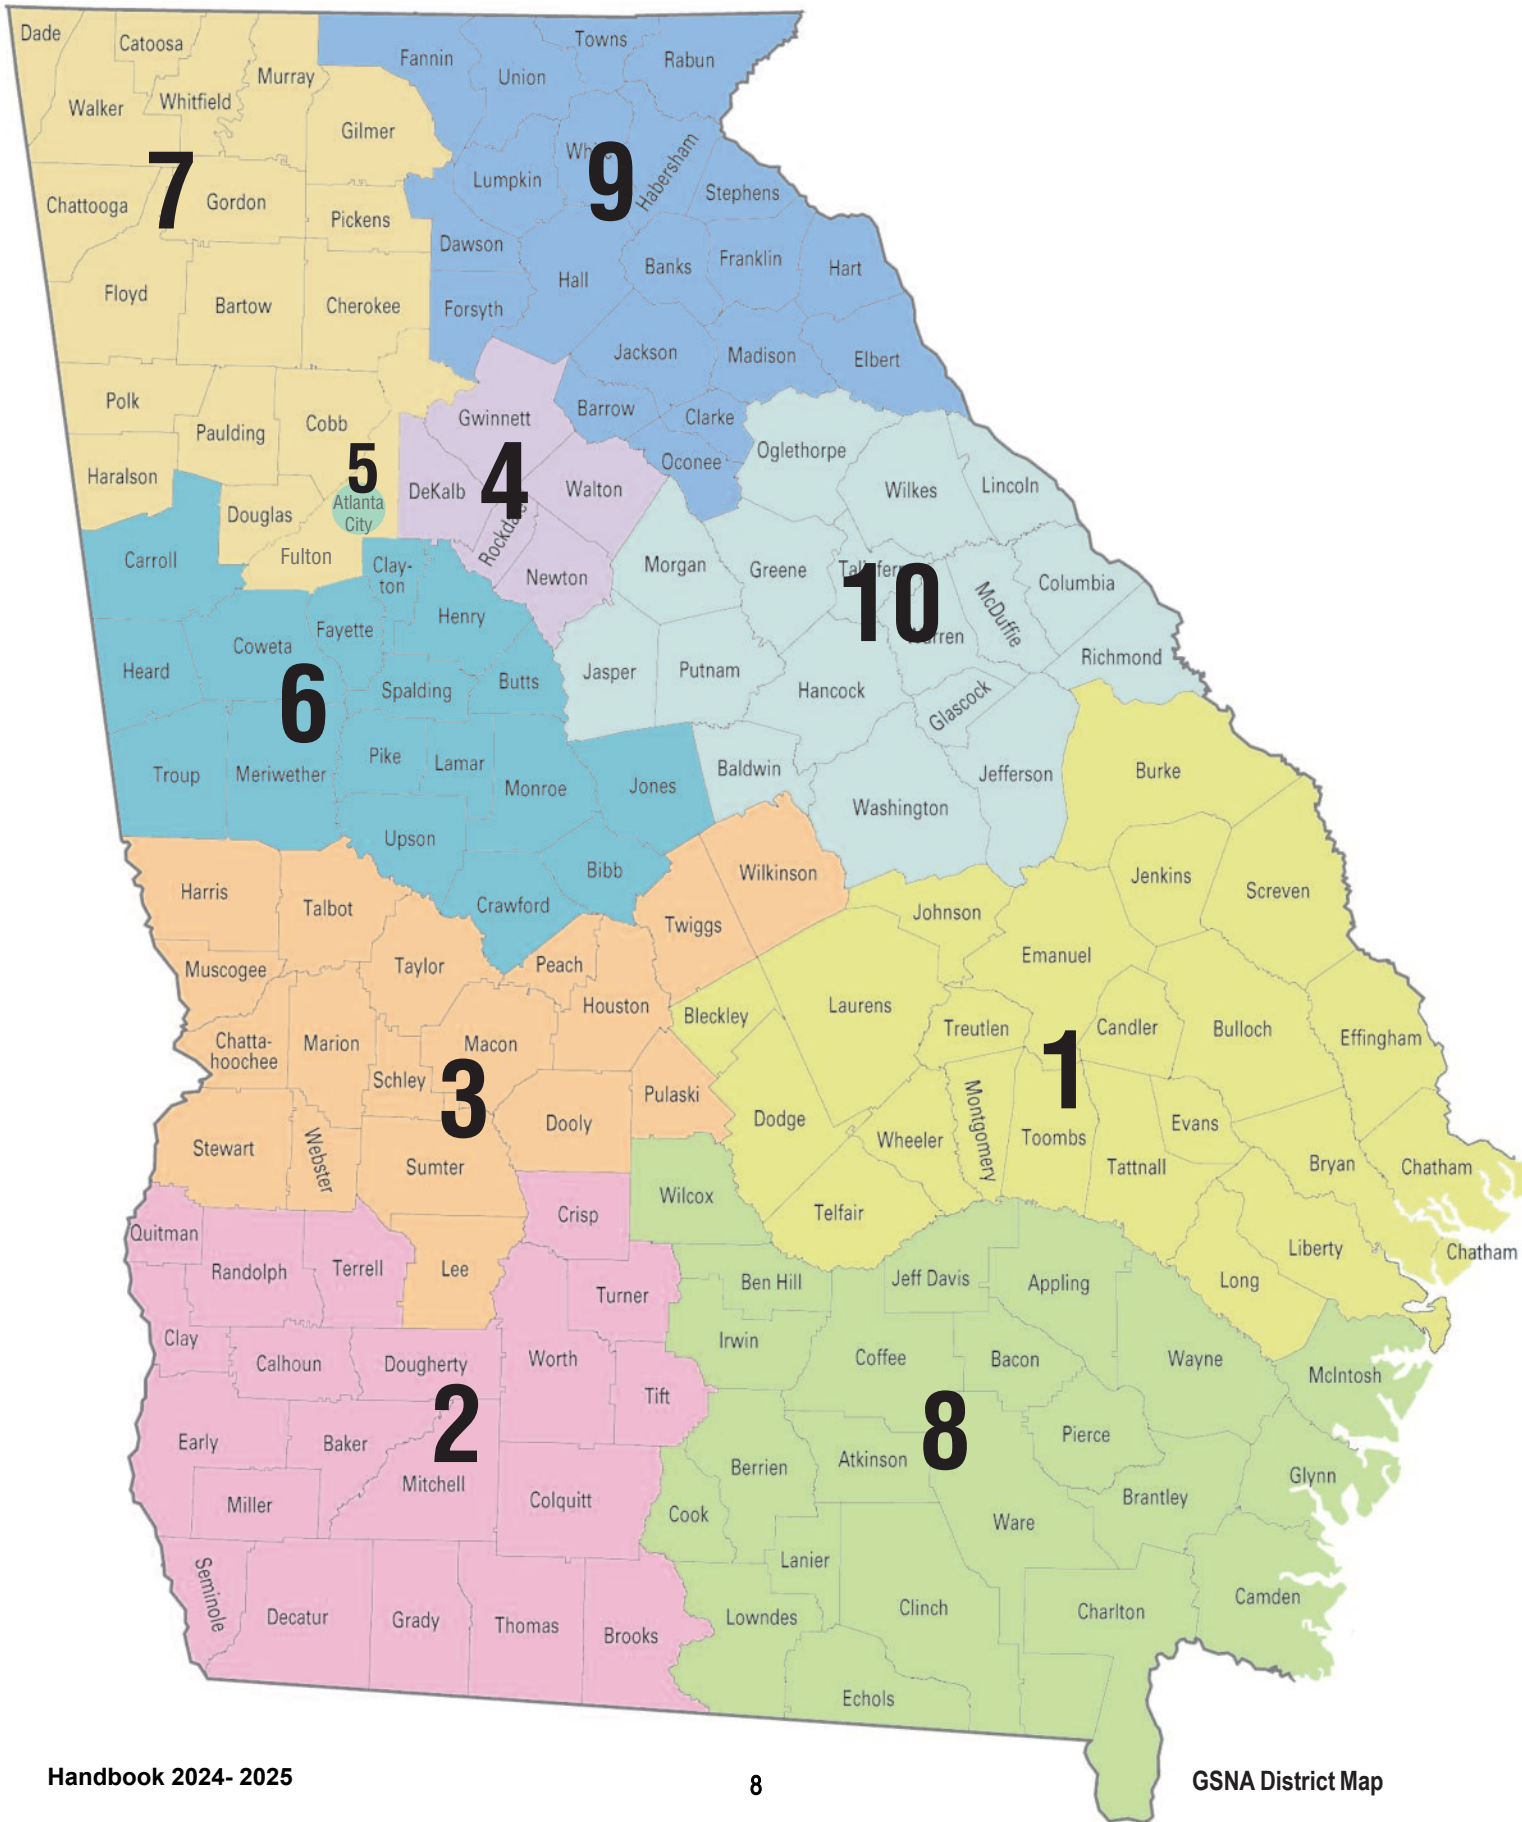 Dade
Catoosa
Murray
Walker
Whitfield
Gilmer
7
Chattooga
Gordon
Pickens
Floyd
Bartow
Cherokee
Polk
Paulding
Cobb
Haralson
Douglas
Fulton
5
Atlanta
City
Fannin
Union
Towns
Rabun
Lumpkin
9
Habersham
Stephens
Dawson
Hall
Banks
Franklin
Hart
Forsyth
Jackson
Madison
Elbert
Barrow
Clarke
Oconee
Gwinnett
DeKalb
4
Walton
Newton
Oglethorpe
Wilkes
Lincoln
Morgan
Greene
10
McDuffie
Columbia
Richmond
Jasper
Putnam
Hancock
Glascock
Baldwin
Washington
Jefferson
Carroll
Clay-
ton
Henry
Fayette
Coweta
Heard
6
Spalding
Butts
Troup
Meriwether
Pike
Lamar
Monroe
Jones
Upson
Bibb
Crawford
Harris
Talbot
Taylor
Peach
Twiggs
Wilkinson
Muscogee
Houston
Chatta-
hoochee
Marion
Macon
Schley
3
Pulaski
Dooly
Stewart
Webster
Sumter
Lee
Burke
Jenkins
Screven
Johnson
Emanuel
Bleckley
Laurens
Treutlen
Candler
Bulloch
Effingham
1
Dodge
Wheeler
Montgomery
Toombs
Evans
Tattnall
Bryan
Chatham
Telfair
Long
Liberty
Chatham
Quitman
Randolph
Terrell
Crisp
Turner
Clay
Calhoun
Dougherty
Worth
Tift
2
Early
Baker
Mitchell
Miller
Colquitt
Seminole
Decatur
Grady
Thomas
Brooks
Wilcox
Ben Hill
Jeff Davis
Appling
Irwin
Coffee
Bacon
Wayne
McIntosh
8
Pierce
Berrien
Atkinson
Glynn
Brantley
Cook
Ware
Lanier
Clinch
Charlton
Camden
Lowndes
Echols
Handbook 2024- 2025
8
GSNA District Map